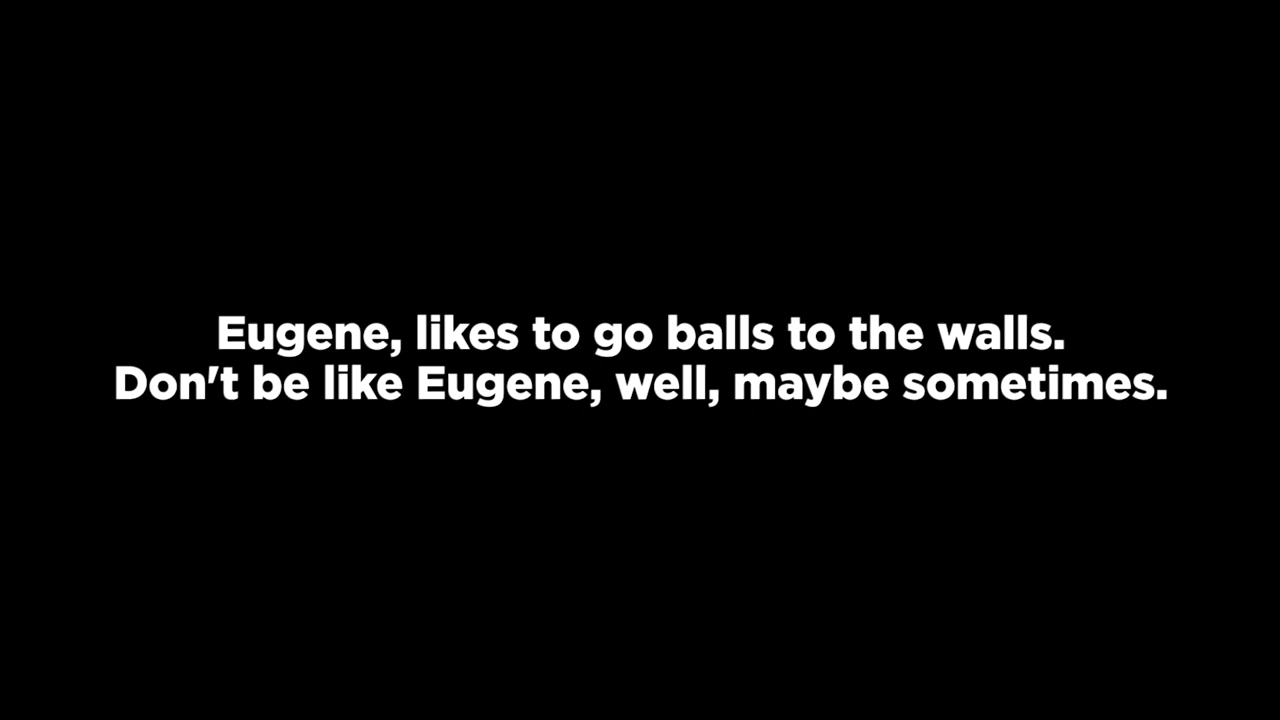 Eugene, likes to go balls to the walls.
Don't be like Eugene, well, maybe sometimes.